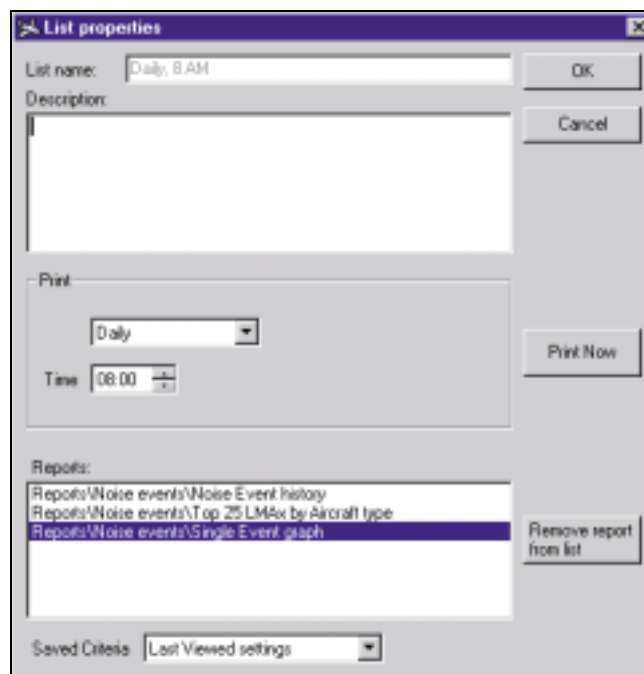 List properties
List name: Daily, 8 AM
OK
Description:
Cancel
Print
Daily
Print Now
Time 08:00
Reports:
Reports\Noise events\Noise Event history
Reports\Noise events\Top 25 LMAx by Aircraft type
Reports\Noise events\Single Event graph
Remove report
from list
Saved Criteria Last Viewed settings